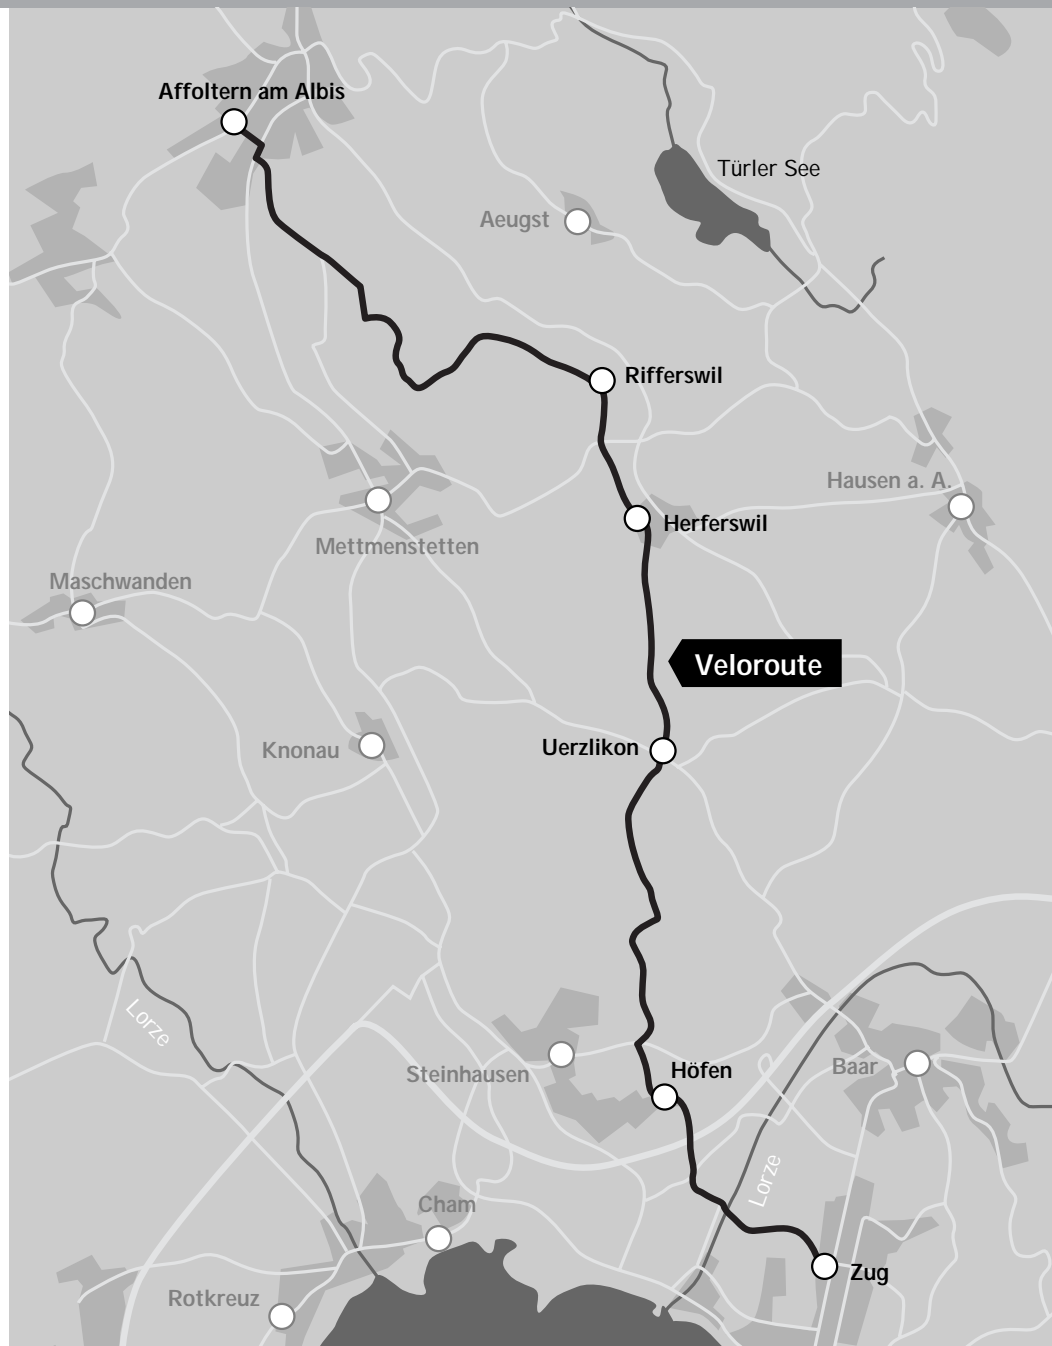 Affoltern am Albis
Türler See
Aeugst
Rifferswil
Hausen a. A.
Herferswil
Mettmenstetten
Maschwanden
Veloroute
Uerzlikon
Knonau
Lorze
Steinhausen
Höfen
Baar
Lorze
Cham
Zug
Rotkreuz